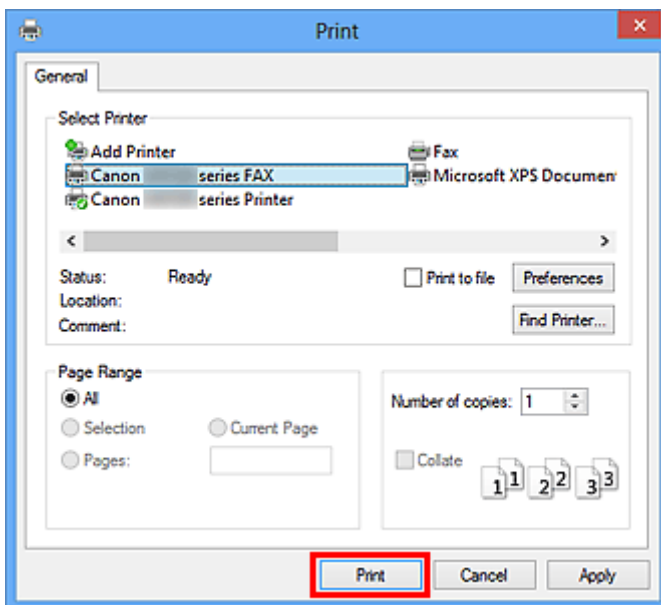 Print
General
Select Printer
Add Printer
Fax
Canon series FAX
Microsoft XPS Documen
Canon series Printer
Status: Ready
Print to file
Preferences
Location:
Comment:
Find Printer...
Page Range
All
Number of copies: 1
Selection
Current Page
Pages:
Collate
1 1 2 2 3 3
Print
Cancel
Apply